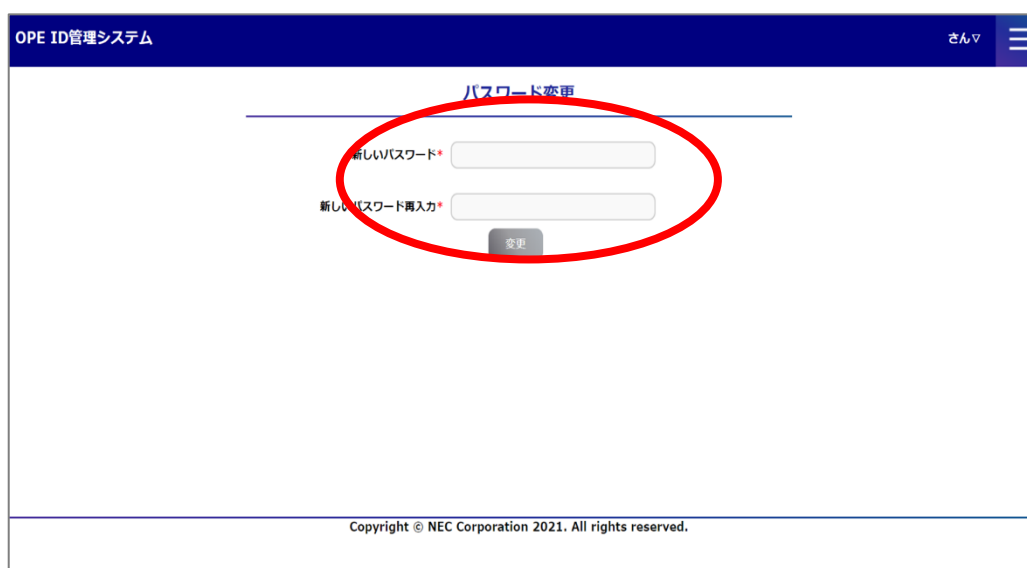 OPE ID管理システム
さん▽
パスワード変更
新しいパスワード*
新しいパスワード再入力*
変更
Copyright © NEC Corporation 2021. All rights reserved.